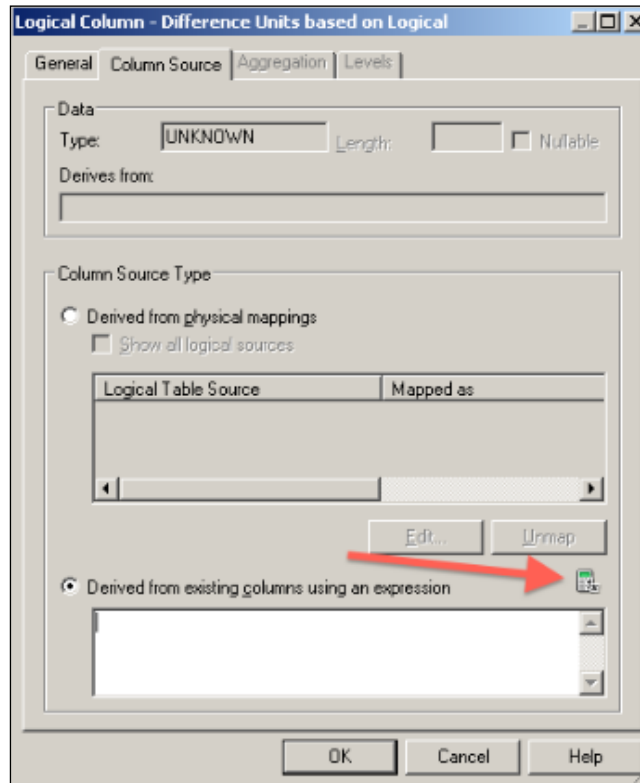 Logical Column - Difference Units based on Logical
General Column Source Aggregation Levels
Data
Type: UNKNOWN Length: Nullable
Derives from:
Column Source Type
Derived from physical mappings
Show all logical sources
Logical Table Source Mapped as
Edit... Unmap
Derived from existing columns using an expression
OK Cancel Help